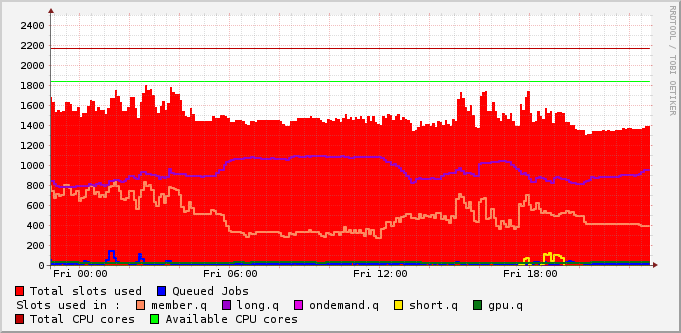 RRDTOOL / TOBI OETIKER
2400
2200
2000
1800
1600
1400
1200
1000
800
600
400
200
0
Fri 00:00 Fri 06:00 Fri 12:00 Fri 18:00
Total slots used Queued Jobs
Slots used in : member.q long.q ondemand.q short.q gpu.q
Total CPU cores Available CPU cores